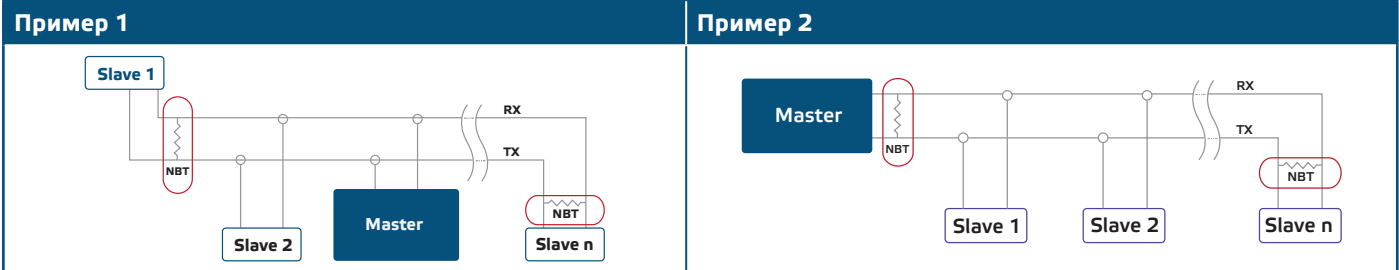 Пример 1
Slave 1
RX
NBT
TX
NBT
Slave 2
Master
Slave n
Пример 2
Master
RX
TX
NBT
NBT
Slave 1
Slave 2
Slave n